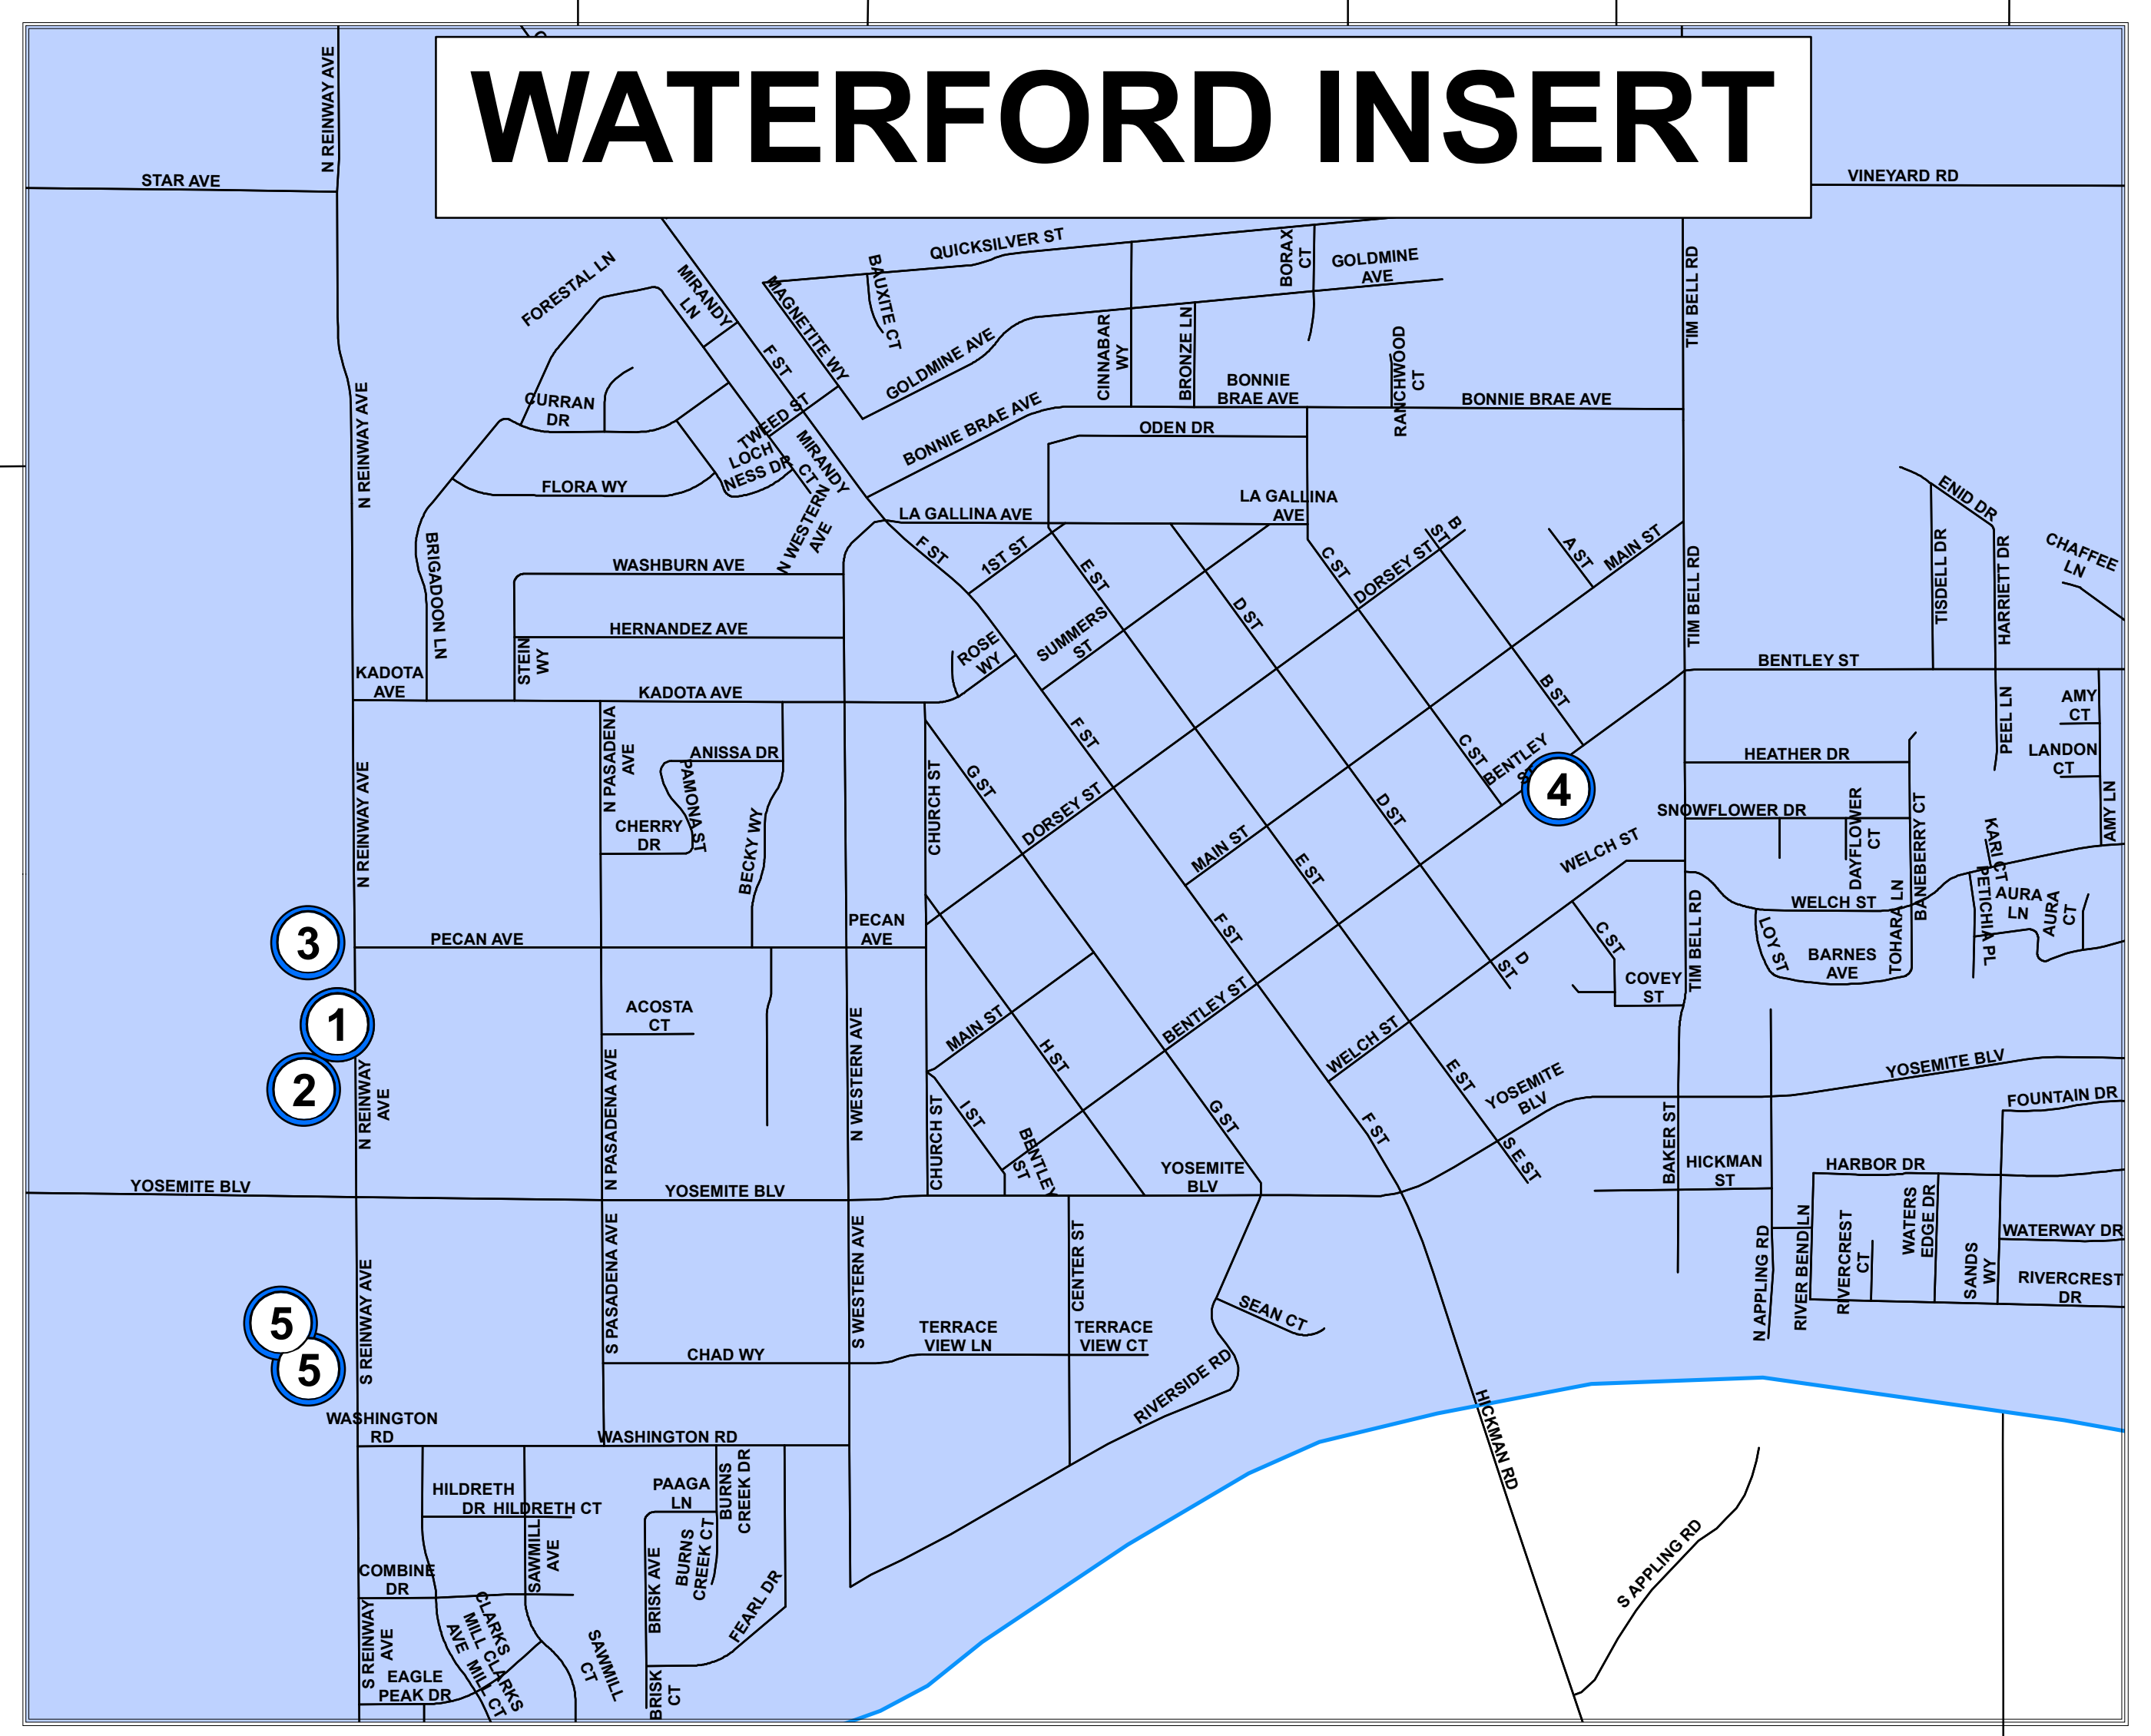 WATERFORD INSERT
N REINWAY AVE
STAR AVE
VINEYARD RD
QUICKSILVER ST
BORAX
CT
GOLDMINE
AVE
FORESTAL LN
MIRANDY
LN
MAGNETITE WY
BAUXITE CT
TIM BELL RD
F ST
GOLDMINE AVE
CINNABAR
WY
BRONZE LN
RANCHWOOD
CT
BONNIE
BRAE AVE
BONNIE BRAE AVE
N REINWAY AVE
CURRAN
DR
TWEED ST
BONNIE BRAE AVE
ODEN DR
LOCH
NESS DR
MIRANDY
CT
FLORA WY
N WESTERN
AVE
LA GALLINA AVE
LA GALLINA
AVE
ENID DR
BRIGADOON LN
WASHBURN AVE
F ST
1ST ST
E ST
C ST
DORSEY ST
B
ST
A ST
MAIN ST
TIM BELL RD
TISDELL DR
HARRIETT DR
CHAFFEE
LN
HERNANDEZ AVE
STEIN
WY
ROSE
WY
SUMMERS
ST
D ST
BENTLEY ST
KADOTA
AVE
KADOTA AVE
B ST
PEEL LN
AMY
CT
N PASADENA
AVE
ANISSA DR
PAMONA ST
F ST
C ST
BENTLEY
ST
4
HEATHER DR
LANDON
CT
N REINWAY AVE
CHERRY
DR
BECKY WY
CHURCH ST
G ST
DORSEY ST
MAIN ST
D ST
SNOWFLOWER DR
DAYFLOWER
CT
BANEBERRY CT
KARI CT
AMY LN
E ST
WELCH ST
WELCH ST
TOHARA LN
PETICHIA PL
AURA
LN
AURA
CT
3
PECAN AVE
PECAN
AVE
F ST
D
ST
C ST
COVEY
ST
TIM BELL RD
LOY ST
BARNES
AVE
1
ACOSTA
CT
MAIN ST
BENTLEY ST
WELCH ST
2
N REINWAY
AVE
N PASADENA AVE
N WESTERN AVE
H ST
E ST
YOSEMITE
BLV
YOSEMITE BLV
FOUNTAIN DR
CHURCH ST
I ST
BENTLEY
ST
G ST
F ST
S E ST
BAKER ST
HICKMAN
ST
HARBOR DR
YOSEMITE BLV
YOSEMITE BLV
YOSEMITE
BLV
S REINWAY AVE
S PASADENA AVE
S WESTERN AVE
CENTER ST
N APPLING RD
RIVER BEND LN
RIVERCREST
CT
WATERS
EDGE DR
SANDS
WY
WATERWAY DR
RIVERCREST
DR
5
5
SEAN CT
TERRACE
VIEW LN
TERRACE
VIEW CT
CHAD WY
RIVERSIDE RD
WASHINGTON
RD
WASHINGTON RD
HICKMAN RD
HILDRETH
DR
HILDRETH CT
PAAGA
LN
BURNS
CREEK DR
SAWMILL
AVE
BURNS
CREEK CT
BRISK AVE
FEARL DR
COMBINE
DR
S APPLING RD
S REINWAY
AVE
CLARKS
MILL
AVE
CLARKS
MILL CT
SAWMILL
CT
EAGLE
PEAK DR
BRISK
CT